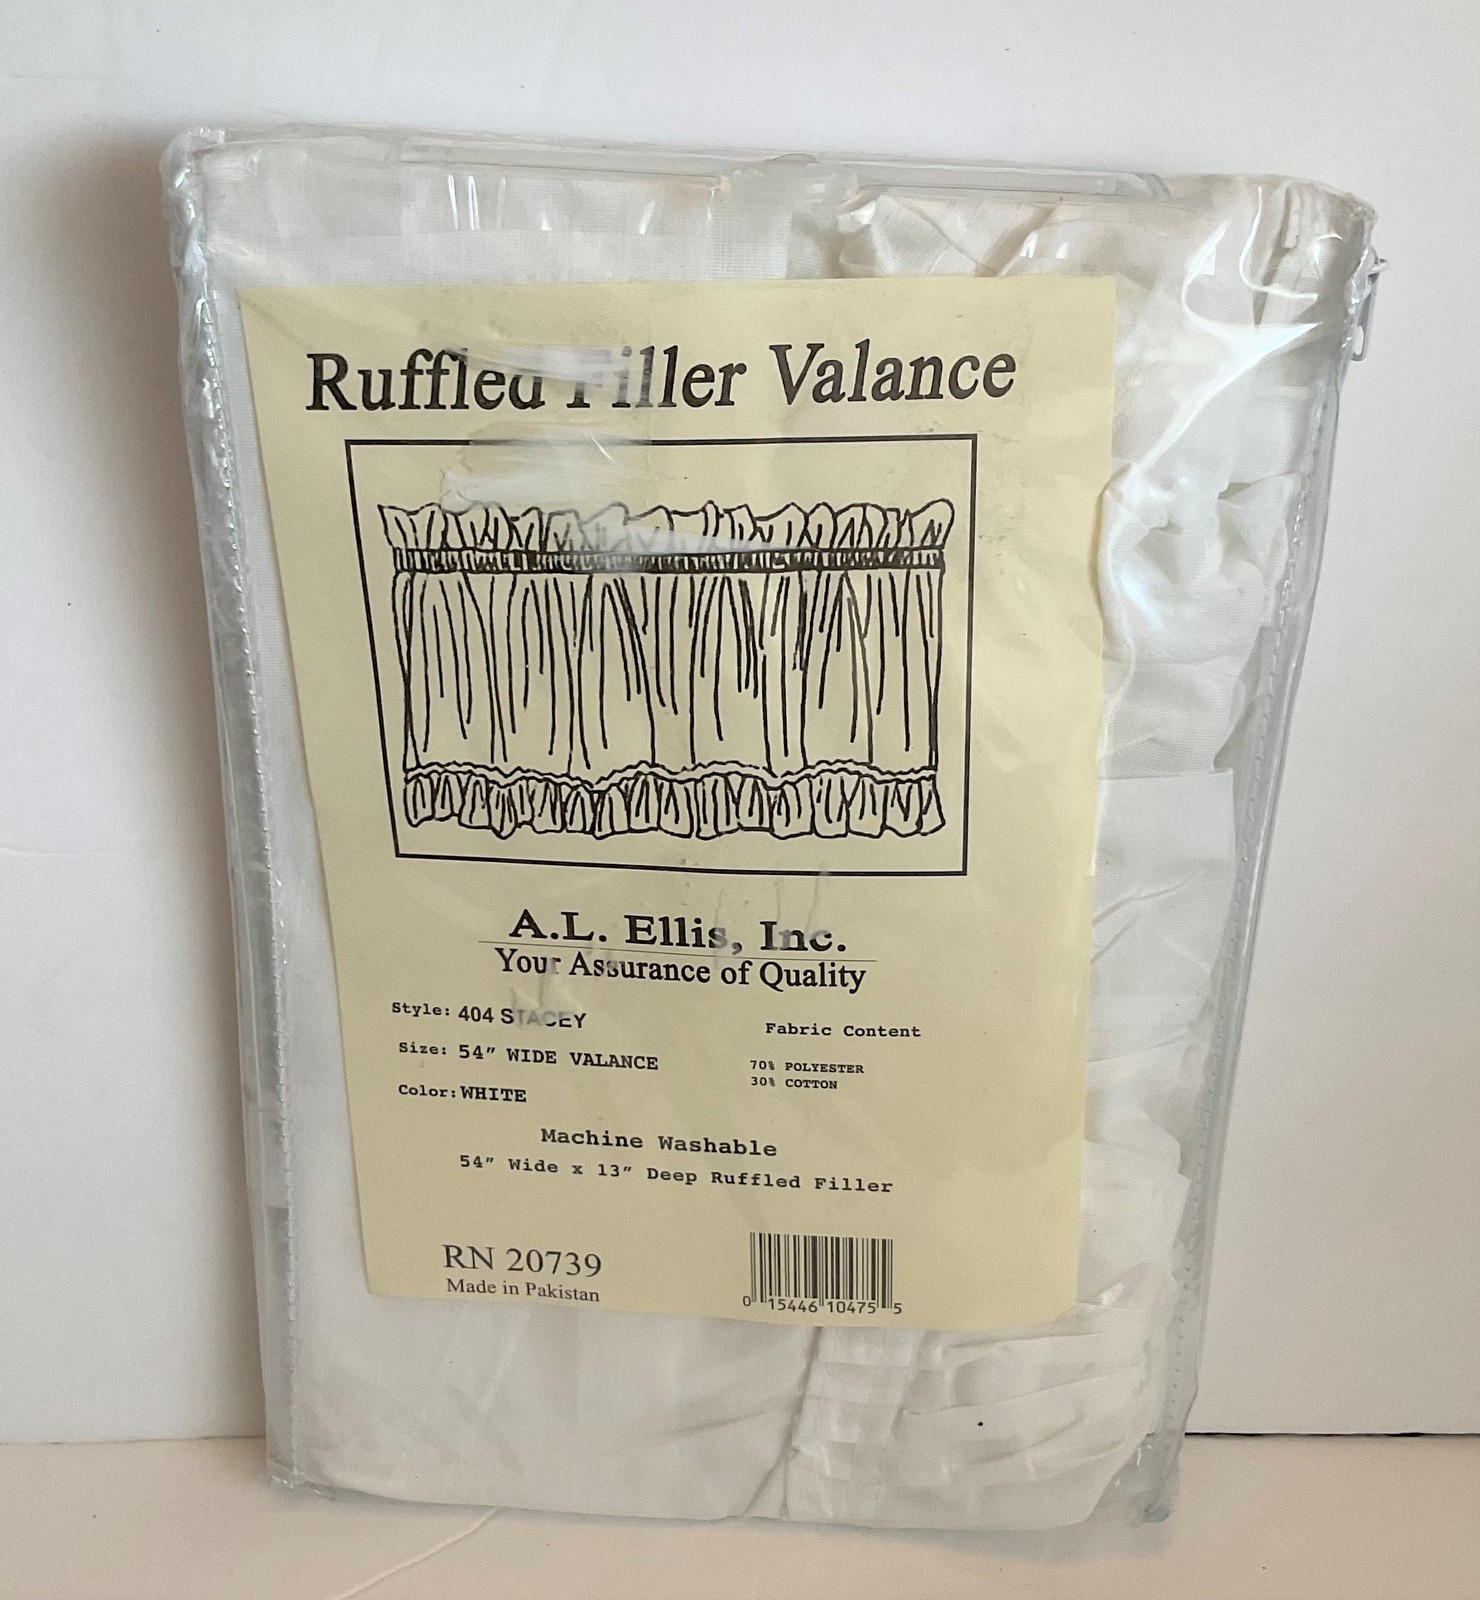 Ruffled Filler Valance
A.L. Ellis, Inc.
Your Assurance of Quality
Style: 404 STACEY
Size: 54" WIDE VALANCE
Color: WHITE
Fabric Content
70% POLYESTER
30% COTTON
Machine Washable
54" Wide x 13" Deep Ruffled Filler
RN 20739
Made in Pakistan
0 15446 10475 5